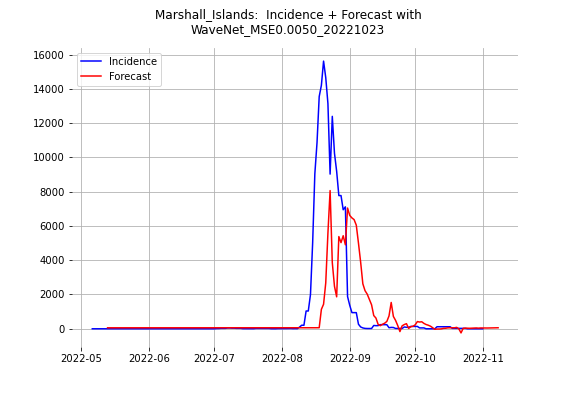 Marshall_Islands:  Incidence + Forecast with
WaveNet_MSE0.0050_20221023
Incidence
Forecast
16000
14000
12000
10000
8000
6000
4000
2000
0
2022-05 2022-06 2022-07 2022-08 2022-09 2022-10 2022-11